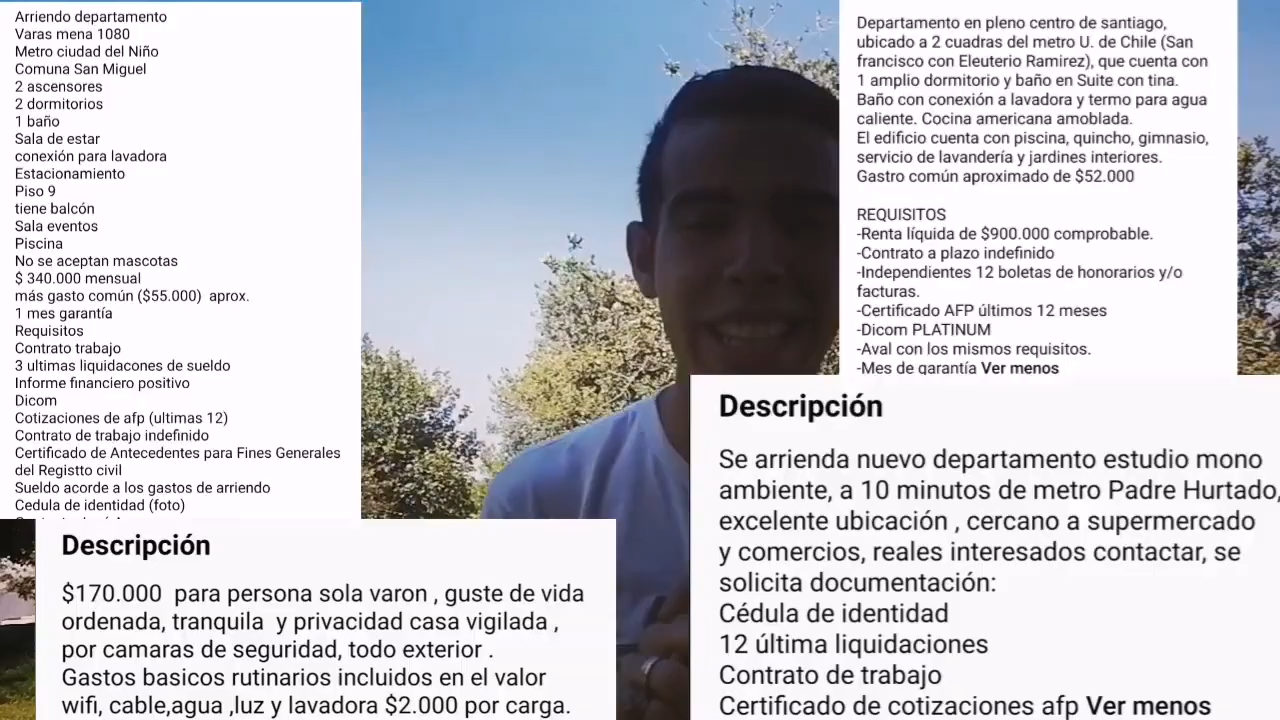 Arriendo departamento
Varas mena 1080
Metro ciudad del Niño
Comuna San Miguel
2 ascensores
2 dormitorios
1 baño
Sala de estar
conexión para lavadora
Estacionamiento
Piso 9
tiene balcón
Sala eventos
Piscina
No se aceptan mascotas
$ 340.000 mensual
más gasto común ($55.000) aprox.
1 mes garantía
Requisitos
Contrato trabajo
3 ultimas liquidacones de sueldo
Informe financiero positivo
Dicom
Cotizaciones de afp (ultimas 12)
Contrato de trabajo indefinido
Certificado de Antecedentes para Fines Generales
del Registto civil
Sueldo acorde a los gastos de arriendo
Cedula de identidad (foto)
Departamento en pleno centro de santiago,
ubicado a 2 cuadras del metro U. de Chile (San
francisco con Eleuterio Ramirez), que cuenta con
1 amplio dormitorio y baño en Suite con tina.
Baño con conexión a lavadora y termo para agua
caliente. Cocina americana amoblada.
El edificio cuenta con piscina, quincho, gimnasio,
servicio de lavandería y jardines interiores.
Gastro común aproximado de $52.000
REQUISITOS
-Renta líquida de $900.000 comprobable.
-Contrato a plazo indefinido
-Independientes 12 boletas de honorarios y/o
facturas.
-Certificado AFP últimos 12 meses
-Dicom PLATINUM
-Aval con los mismos requisitos.
-Mes de garantía Ver menos
Descripción
$170.000 para persona sola varon , guste de vida
ordenada, tranquila y privacidad casa vigilada ,
por camaras de seguridad, todo exterior .
Gastos basicos rutinarios incluidos en el valor
wifi, cable,agua ,luz y lavadora $2.000 por carga.
Descripción
Se arrienda nuevo departamento estudio mono
ambiente, a 10 minutos de metro Padre Hurtado,
excelente ubicación , cercano a supermercado
y comercios, reales interesados contactar, se
solicita documentación:
Cédula de identidad
12 última liquidaciones
Contrato de trabajo
Certificado de cotizaciones afp Ver menos